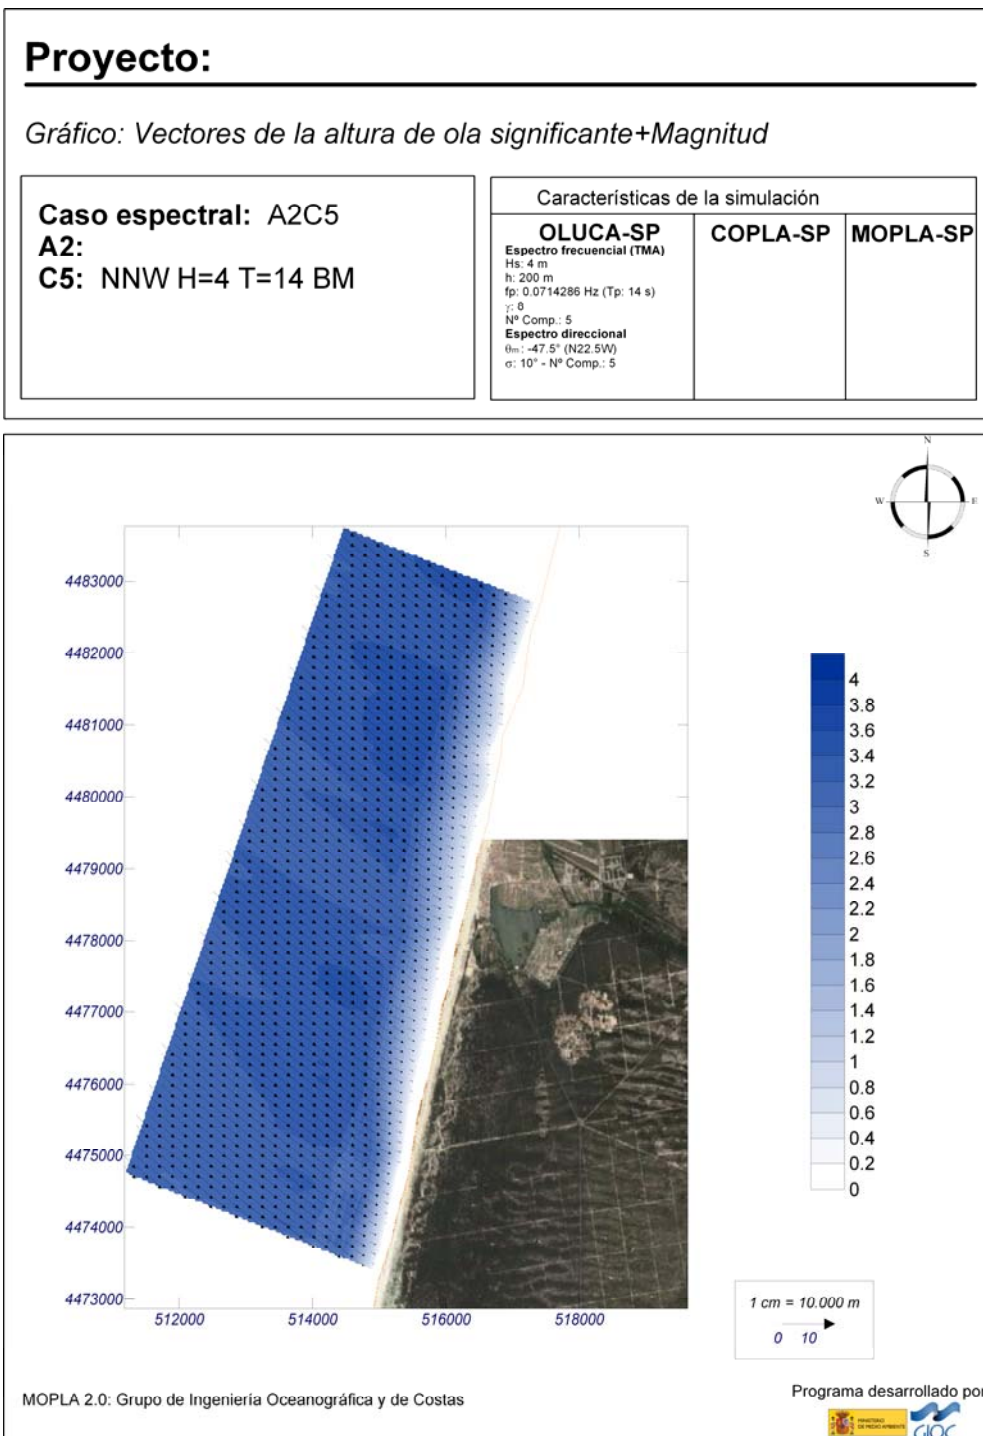 Proyecto:
Gráfico: Vectores de la altura de ola significante+Magnitud
Caso espectral: A2C5
A2:
C5: NNW H=4 T=14 BM
Características de la simulación
OLUCA-SP
Espectro frecuencial (TMA)
Hs: 4 m
h: 200 m
fp: 0.0714286 Hz (Tp: 14 s)
γ: 8
Nº Comp.: 5
Espectro direccional
θm: -47.5° (N22.5W)
σ: 10° - Nº Comp.: 5
COPLA-SP
MOPLA-SP
N
W
E
S
4483000
4482000
4481000
4480000
4479000
4478000
4477000
4476000
4475000
4474000
4473000
512000
514000
516000
518000
4
3.8
3.6
3.4
3.2
3
2.8
2.6
2.4
2.2
2
1.8
1.6
1.4
1.2
1
0.8
0.6
0.4
0.2
0
1 cm = 10.000 m
0 10
MOPLA 2.0: Grupo de Ingeniería Oceanográfica y de Costas
Programa desarrollado por
MINISTERIO
DE MEDIO AMBIENTE
GIOC